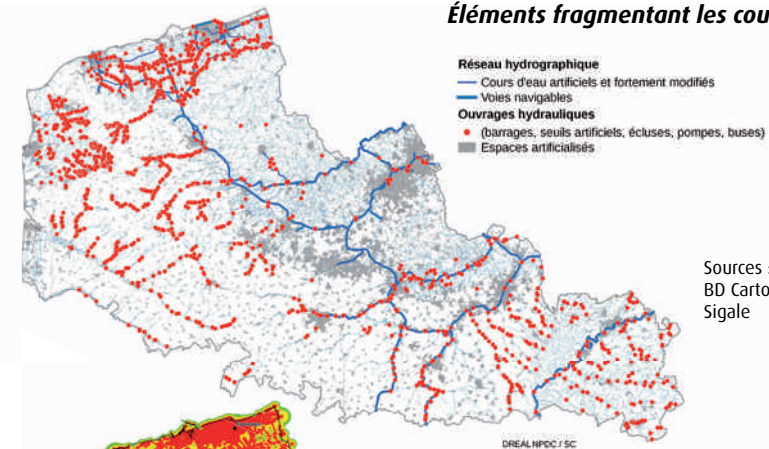 Éléments fragmentant les cou
Réseau hydrographique
Cours d'eau artificiels et fortement modifiés
Voies navigables
Ouvrages hydrauliques
(barrages, seuils artificiels, écluses, pompes, buses)
Espaces artificialisés
Sources :
BD Carto
Sigale
DREAL NPDC / SC